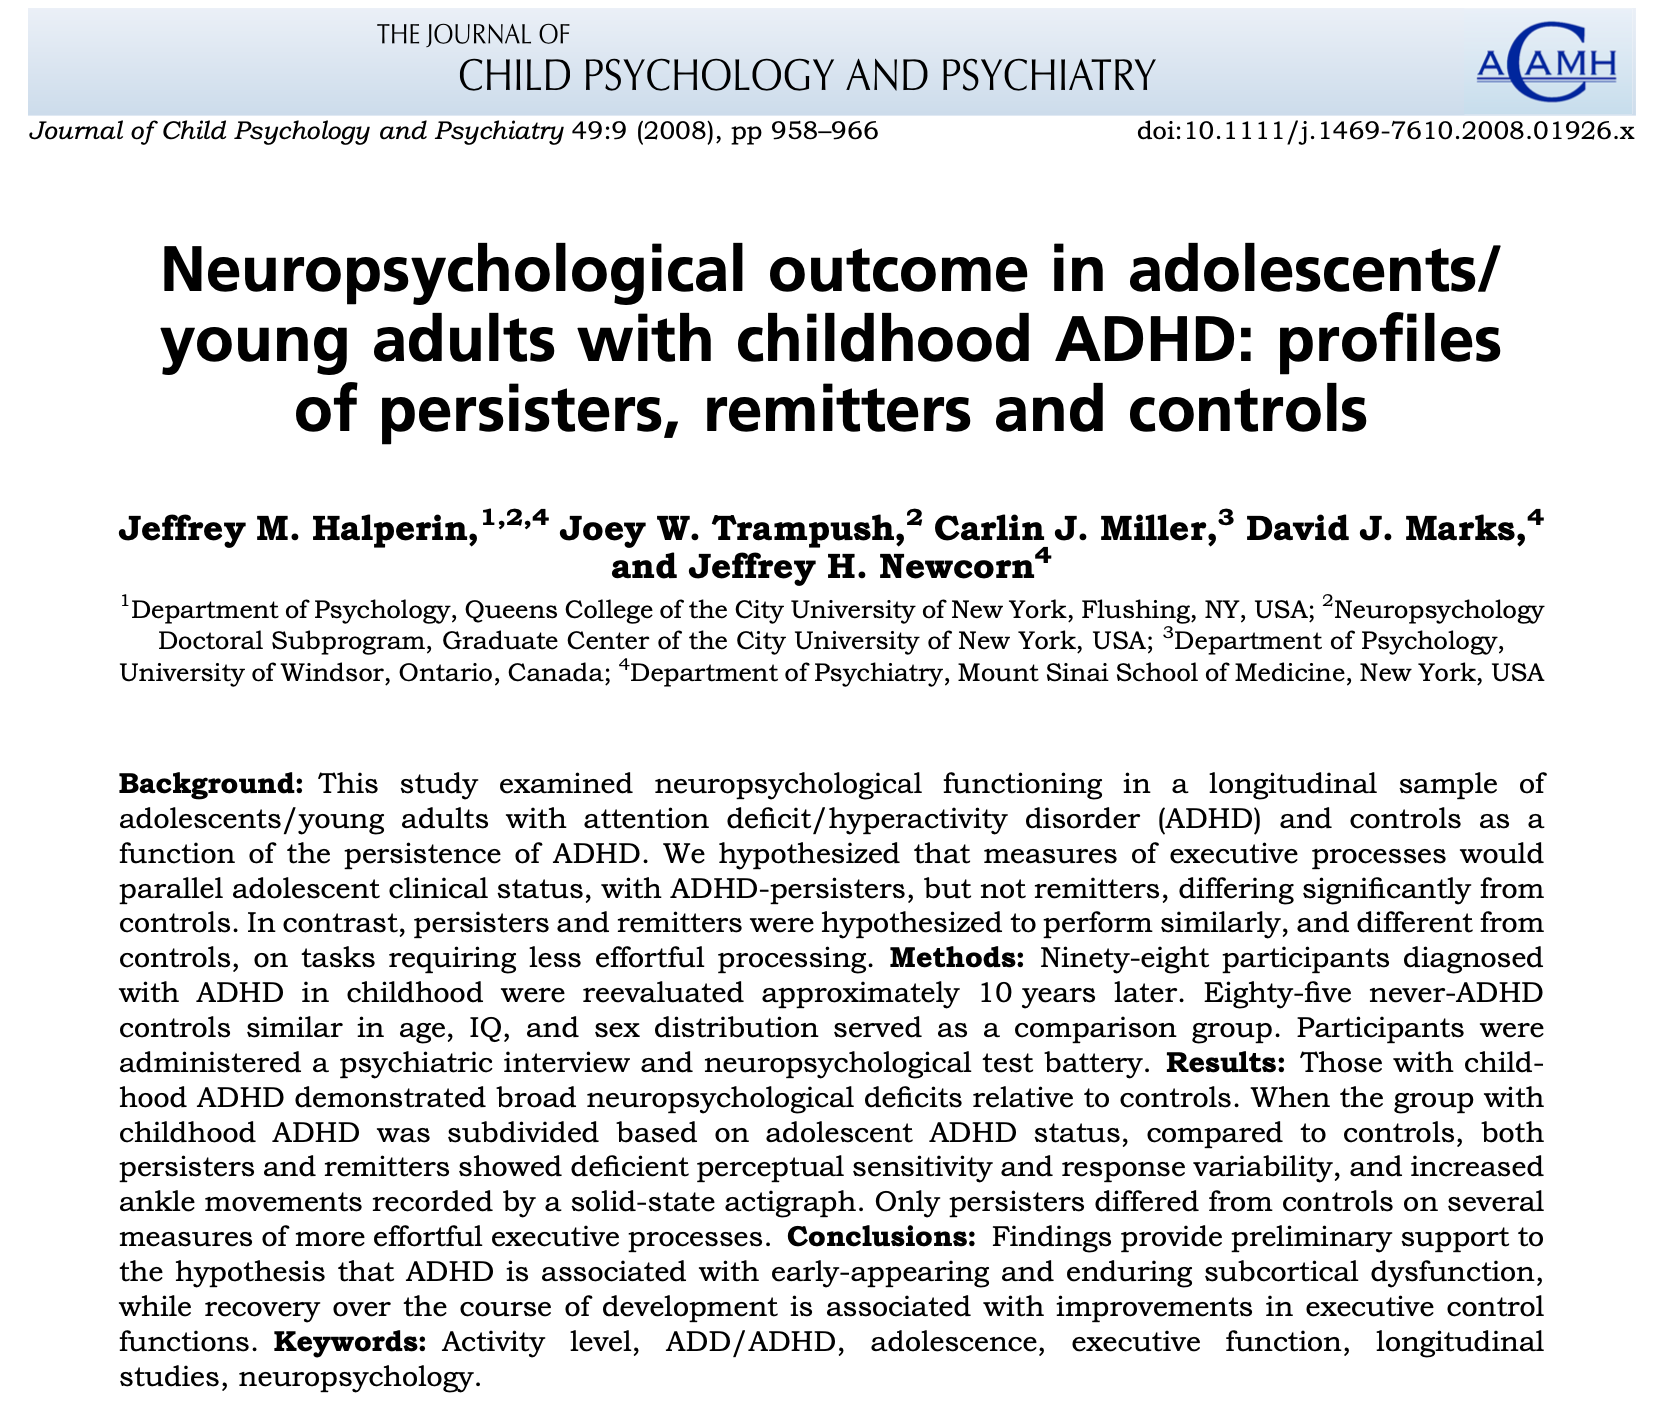 THE JOURNAL OF
CHILD PSYCHOLOGY AND PSYCHIATRY
ACAMH
Journal of Child Psychology and Psychiatry 49:9 (2008), pp 958–966
doi:10.1111/j.1469-7610.2008.01926.x
Neuropsychological outcome in adolescents/
young adults with childhood ADHD: profiles
of persisters, remitters and controls
Jeffrey M. Halperin,1,2,4 Joey W. Trampush,2 Carlin J. Miller,3 David J. Marks,4
and Jeffrey H. Newcorn4
1Department of Psychology, Queens College of the City University of New York, Flushing, NY, USA; 2Neuropsychology
Doctoral Subprogram, Graduate Center of the City University of New York, USA; 3Department of Psychology,
University of Windsor, Ontario, Canada; 4Department of Psychiatry, Mount Sinai School of Medicine, New York, USA
Background: This study examined neuropsychological functioning in a longitudinal sample of
adolescents/young adults with attention deficit/hyperactivity disorder (ADHD) and controls as a
function of the persistence of ADHD. We hypothesized that measures of executive processes would
parallel adolescent clinical status, with ADHD-persisters, but not remitters, differing significantly from
controls. In contrast, persisters and remitters were hypothesized to perform similarly, and different from
controls, on tasks requiring less effortful processing. Methods: Ninety-eight participants diagnosed
with ADHD in childhood were reevaluated approximately 10 years later. Eighty-five never-ADHD
controls similar in age, IQ, and sex distribution served as a comparison group. Participants were
administered a psychiatric interview and neuropsychological test battery. Results: Those with child-
hood ADHD demonstrated broad neuropsychological deficits relative to controls. When the group with
childhood ADHD was subdivided based on adolescent ADHD status, compared to controls, both
persisters and remitters showed deficient perceptual sensitivity and response variability, and increased
ankle movements recorded by a solid-state actigraph. Only persisters differed from controls on several
measures of more effortful executive processes. Conclusions: Findings provide preliminary support to
the hypothesis that ADHD is associated with early-appearing and enduring subcortical dysfunction,
while recovery over the course of development is associated with improvements in executive control
functions. Keywords: Activity level, ADD/ADHD, adolescence, executive function, longitudinal
studies, neuropsychology.